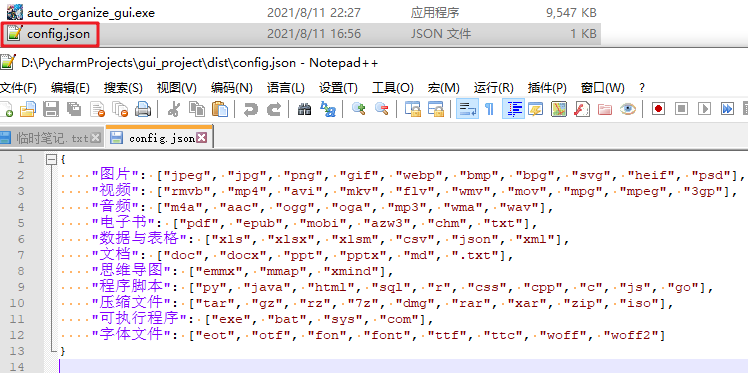 auto_organize_gui.exe 2021/8/11 22:27 应用程序 9,547 KB
config.json 2021/8/11 16:56 JSON 文件 1 KB
D:\PycharmProjects\gui_project\dist\config.json - Notepad++
文件(F) 编辑(E) 搜索(S) 视图(V) 编码(N) 语言(L) 设置(T) 工具(O) 宏(M) 运行(R) 插件(P) 窗口(W) ?
临时笔记.txt config.json
1 {
2 "图片": ["jpeg", "jpg", "png", "gif", "webp", "bmp", "bpg", "svg", "heif", "psd"],
3 "视频": ["rmvb", "mp4", "avi", "mkv", "flv", "wmv", "mov", "mpg", "mpeg", "3gp"],
4 "音频": ["m4a", "aac", "ogg", "oga", "mp3", "wma", "wav"],
5 "电子书": ["pdf", "epub", "mobi", "azw3", "chm", "txt"],
6 "数据与表格": ["xls", "xlsx", "xlsm", "csv", "json", "xml"],
7 "文档": ["doc", "docx", "ppt", "pptx", "md", ".txt"],
8 "思维导图": ["emmx", "mmap", "xmind"],
9 "程序脚本": ["py", "java", "html", "sql", "r", "css", "cpp", "c", "js", "go"],
10 "压缩文件": ["tar", "gz", "rz", "7z", "dmg", "rar", "xar", "zip", "iso"],
11 "可执行程序": ["exe", "bat", "sys", "com"],
12 "字体文件": ["eot", "otf", "fon", "font", "ttf", "ttc", "woff", "woff2"]
13 }
14